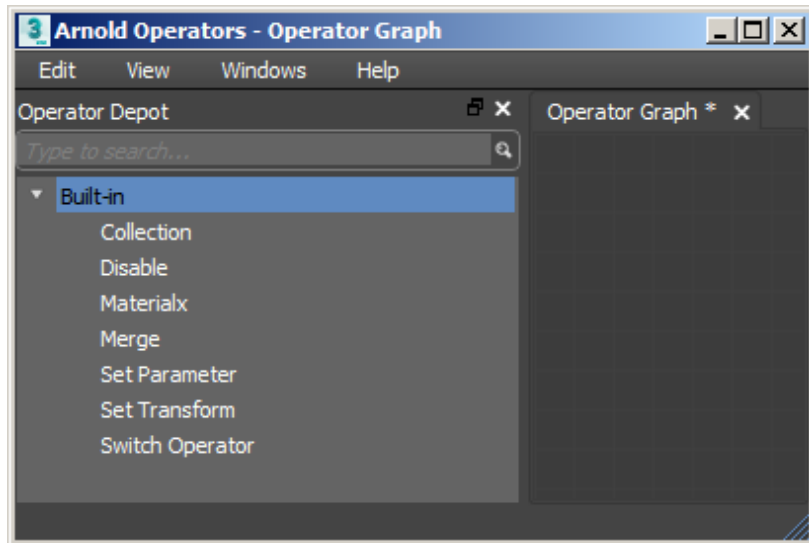 Arnold Operators - Operator Graph
Edit View Windows Help
Operator Depot
Operator Graph *
Type to search...
Built-in
Collection
Disable
Materialx
Merge
Set Parameter
Set Transform
Switch Operator